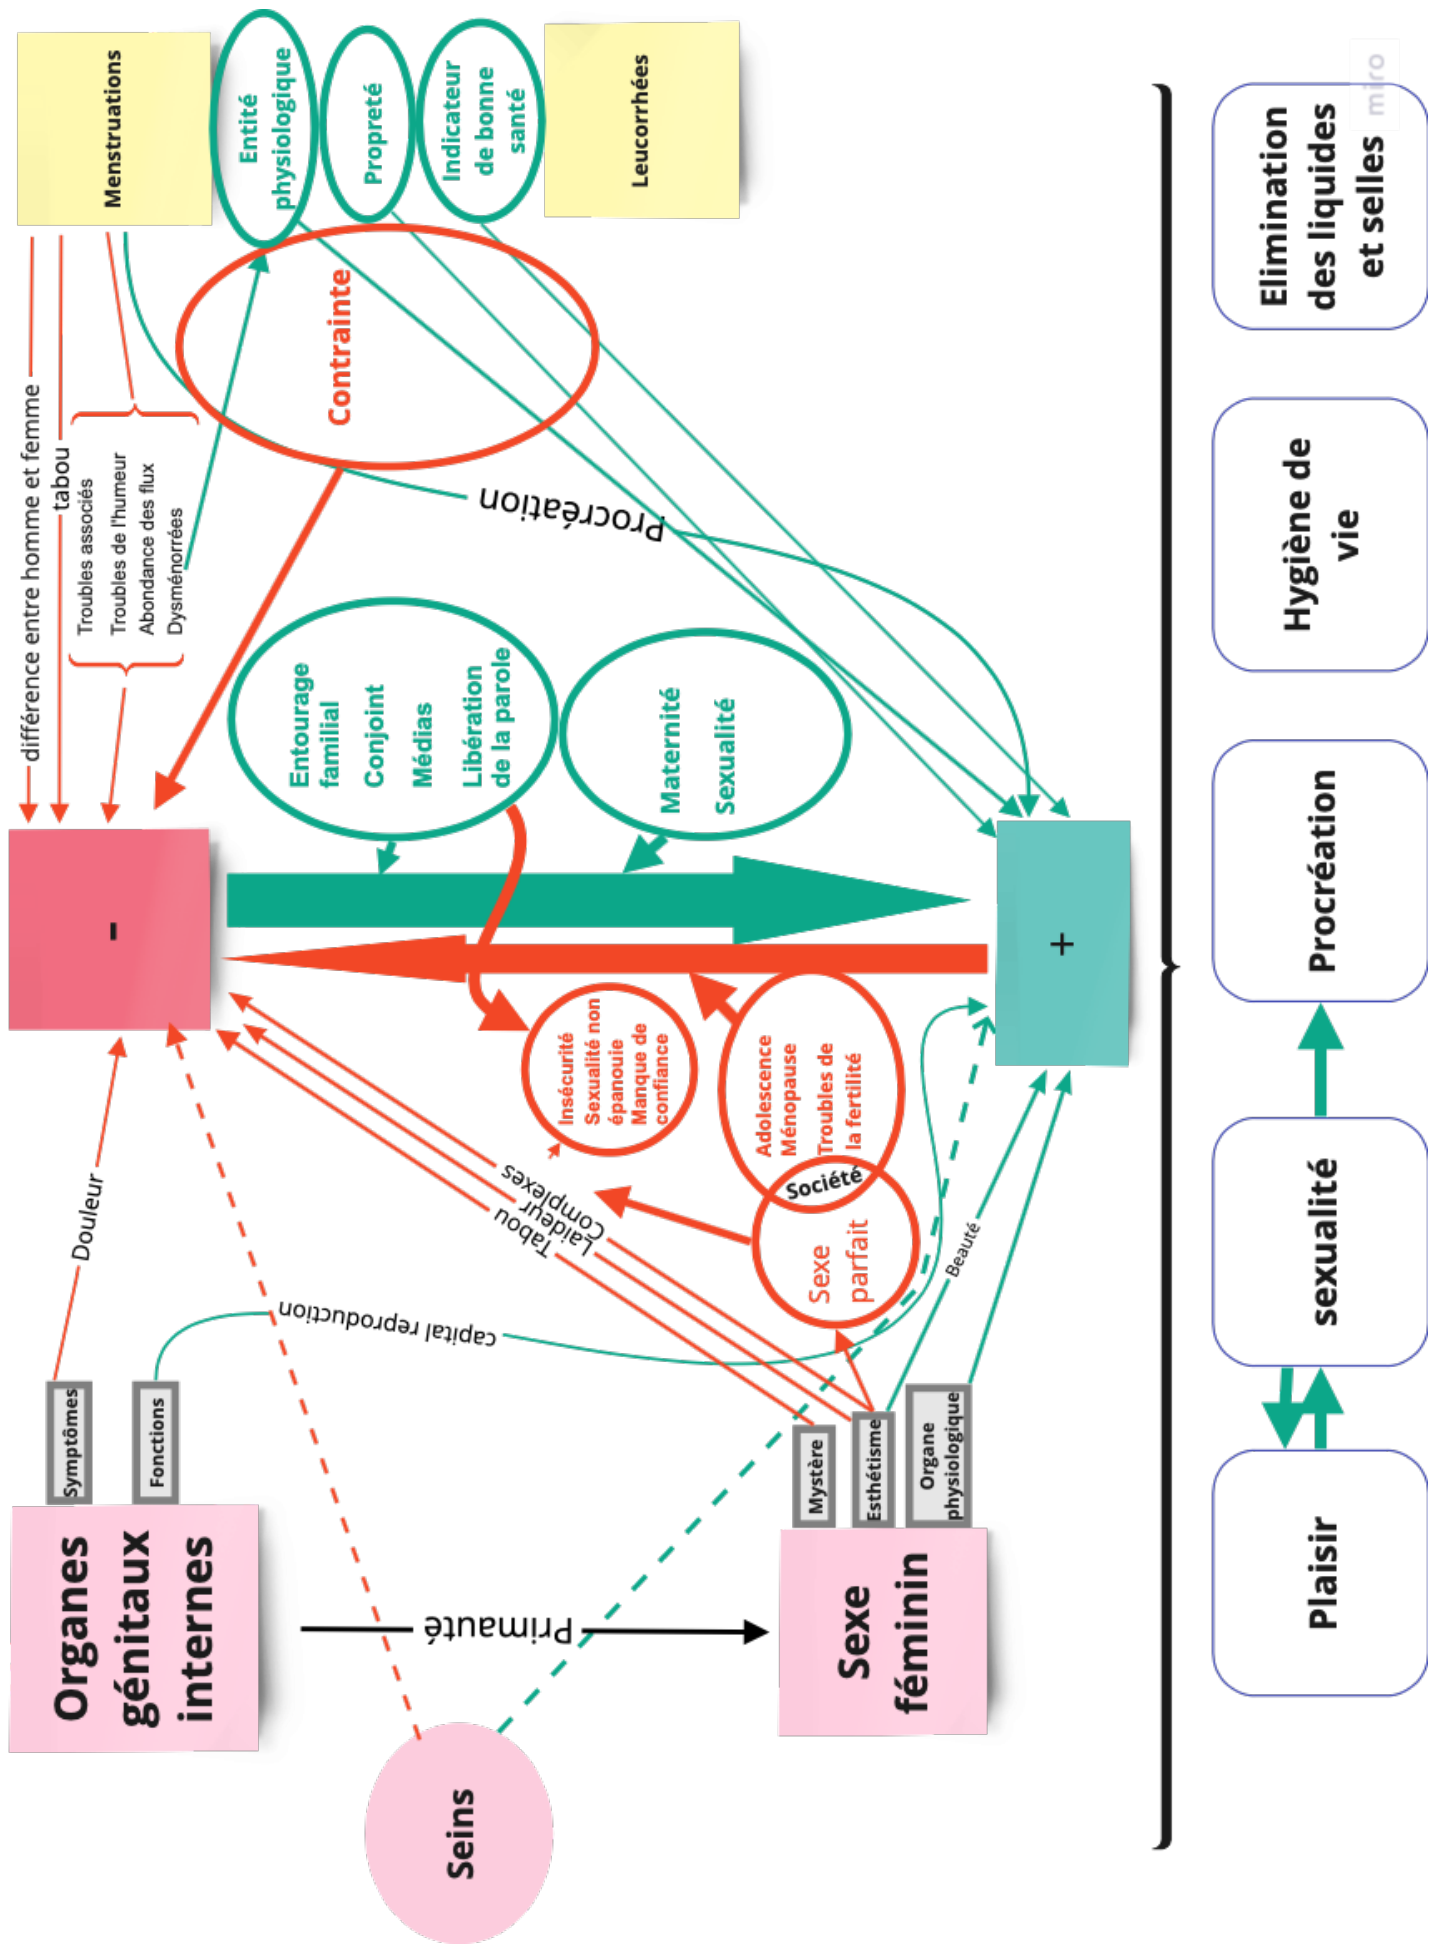 Organes
génitaux
internes
Symptômes
Fonctions
Douleur
capital reproduction
Primauté
Seins
Sexe
féminin
Mystère
Esthétisme
Organe
physiologique
Tabou
Laideur
Complexes
Beauté
Sexe
parfait
Société
Adolescence
Ménopause
Troubles de
la fertilité
Insécurité
Sexualité non
épanouie
Manque de
confiance
-
+
Entourage
familial
Conjoint
Médias
Libération
de la parole
Maternité
Sexualité
différence entre homme et femme
tabou
Troubles associés
Troubles de l'humeur
Abondance des flux
Dysménorrées
Contrainte
Procréation
Menstruations
Entité
physiologique
Propreté
Indicateur
de bonne
santé
Leucorrhées
Plaisir
sexualité
Procréation
Hygiène de
vie
Elimination
des liquides
et selles
miro